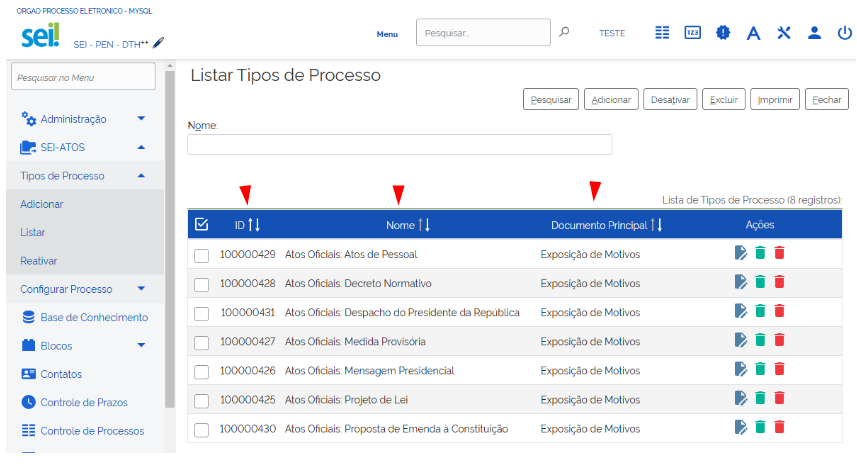 ORGAO PROCESSO ELETRONICO - MYSQL
sei!
SEI - PEN - DTH++
Menu
Pesquisar..
TESTE
123
A
Pesquisar no Menu
Administração
SEI-ATOS
Tipos de Processo
Adicionar
Listar
Reativar
Configurar Processo
Base de Conhecimento
Blocos
Contatos
Controle de Prazos
Controle de Processos
Listar Tipos de Processo
Pesquisar Adicionar Desativar Excluir Imprimir Fechar
Nome:
Lista de Tipos de Processo (8 registros):
ID Nome Documento Principal Ações
100000429 Atos Oficiais: Atos de Pessoal Exposição de Motivos
100000428 Atos Oficiais: Decreto Normativo Exposição de Motivos
100000431 Atos Oficiais: Despacho do Presidente da República Exposição de Motivos
100000427 Atos Oficiais: Medida Provisória Exposição de Motivos
100000426 Atos Oficiais: Mensagem Presidencial Exposição de Motivos
100000425 Atos Oficiais: Projeto de Lei Exposição de Motivos
100000430 Atos Oficiais: Proposta de Emenda à Constituição Exposição de Motivos